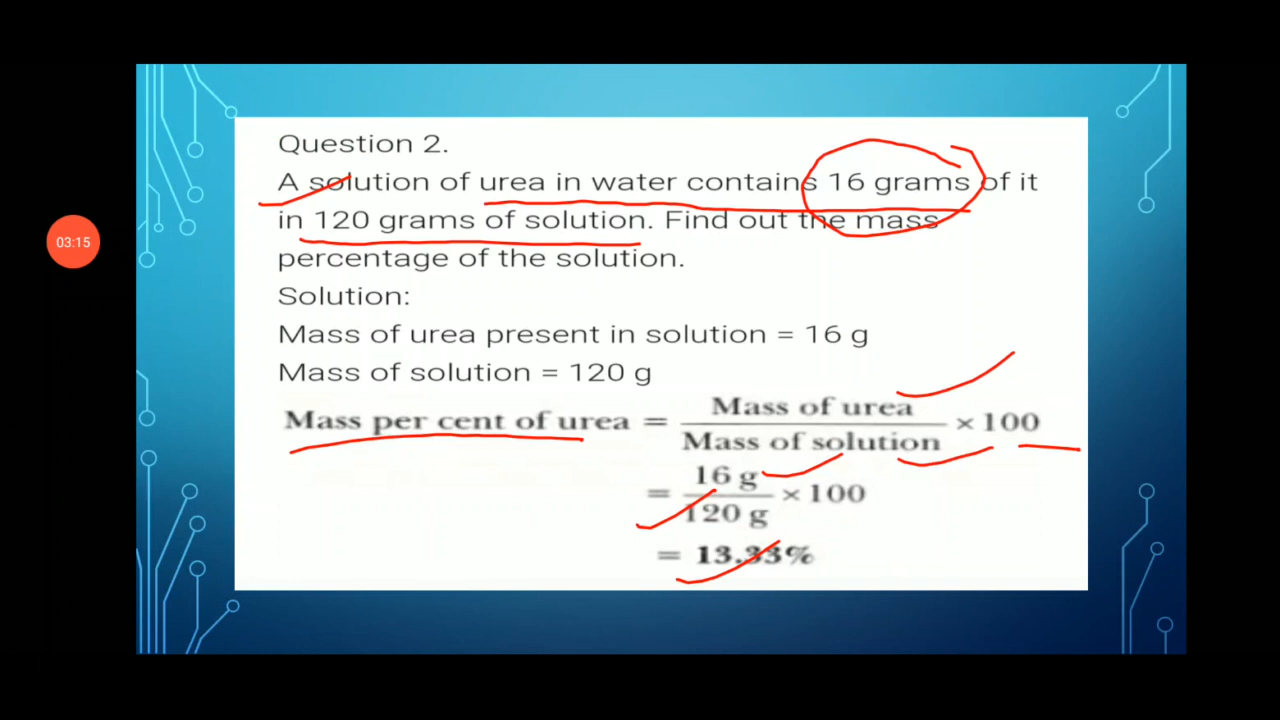 03:15
Question 2.
A solution of urea in water contains 16 grams of it
in 120 grams of solution. Find out the mass
percentage of the solution.
Solution:
Mass of urea present in solution = 16 g
Mass of solution = 120 g
Mass per cent of urea = Mass of urea / Mass of solution × 100
= 16 g / 120 g × 100
= 13.33%